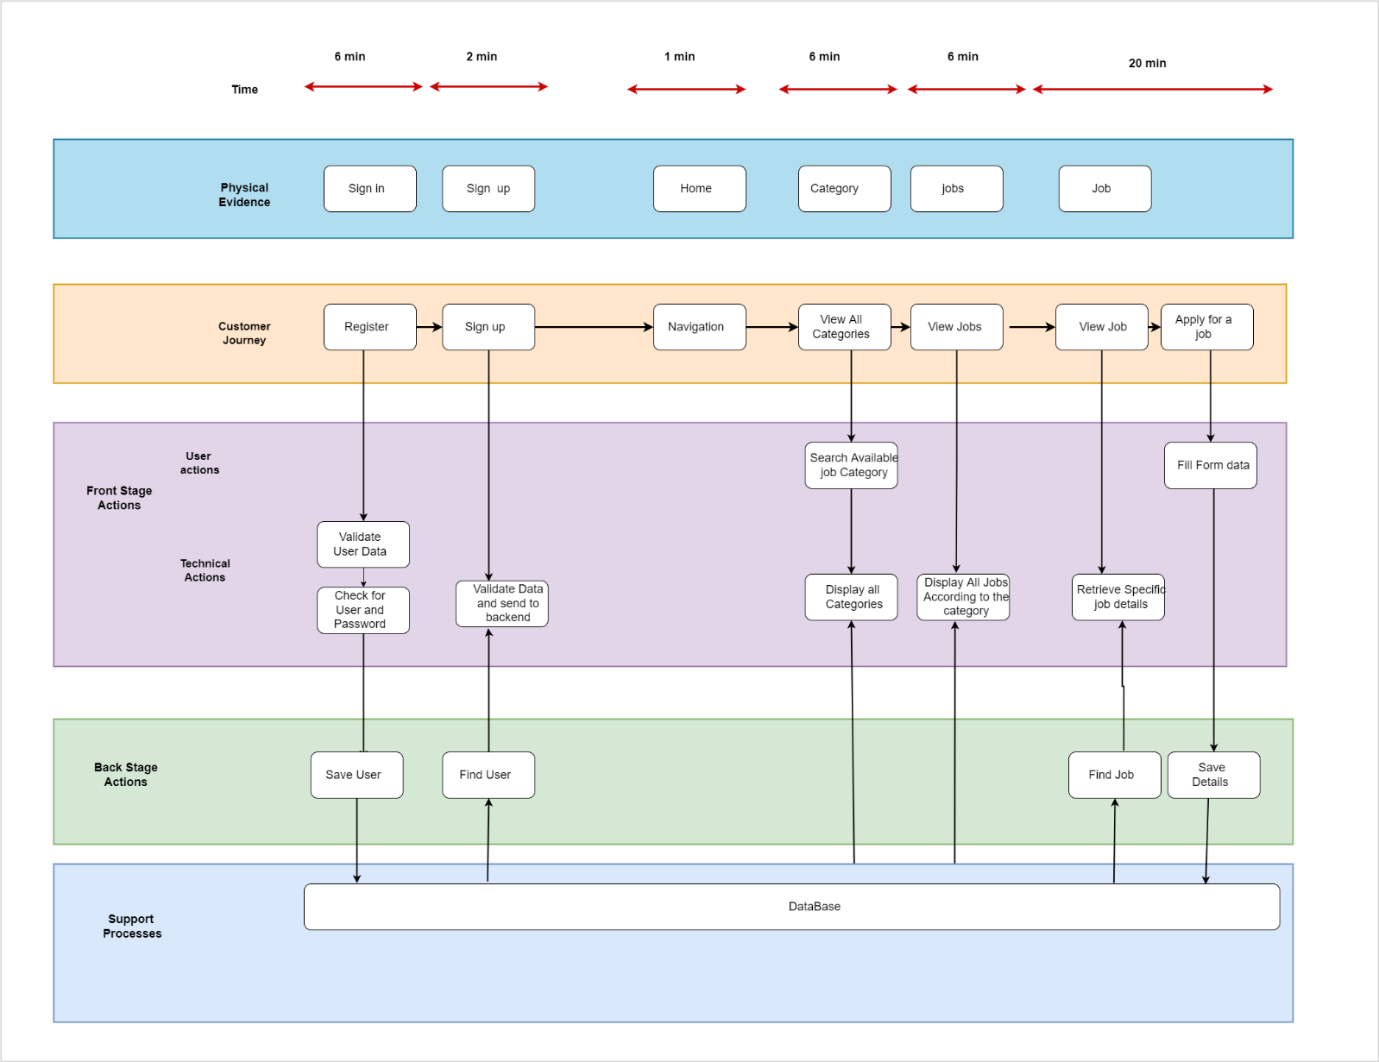 6 min
2 min
1 min
6 min
6 min
20 min
Time
Physical
Evidence
Sign in
Sign up
Home
Category
jobs
Job
Customer
Journey
Register
Sign up
Navigation
View All
Categories
View Jobs
View Job
Apply for a
job
Front Stage
Actions
User
actions
Search Available
job Category
Fill Form data
Technical
Actions
Validate
User Data
Check for
User and
Password
Validate Data
and send to
backend
Display all
Categories
Display All Jobs
According to the
category
Retrieve Specific
job details
Back Stage
Actions
Save User
Find User
Find Job
Save
Details
Support
Processes
DataBase